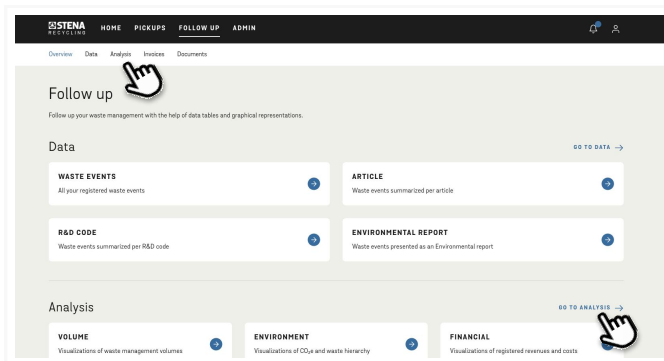 STENA
RECYCLING
HOME PICKUPS FOLLOW UP ADMIN
Overview Data Analysis Invoices Documents
Follow up
Follow up your waste management with the help of data tables and graphical representations.
Data
GO TO DATA →
WASTE EVENTS
All your registered waste events
ARTICLE
Waste events summarized per article
R&D CODE
Waste events summarized per R&D code
ENVIRONMENTAL REPORT
Waste events presented as an Environmental report
Analysis
GO TO ANALYSIS →
VOLUME
Visualizations of waste management volumes
ENVIRONMENT
Visualizations of CO₂e and waste hierarchy
FINANCIAL
Visualizations of registered revenues and costs